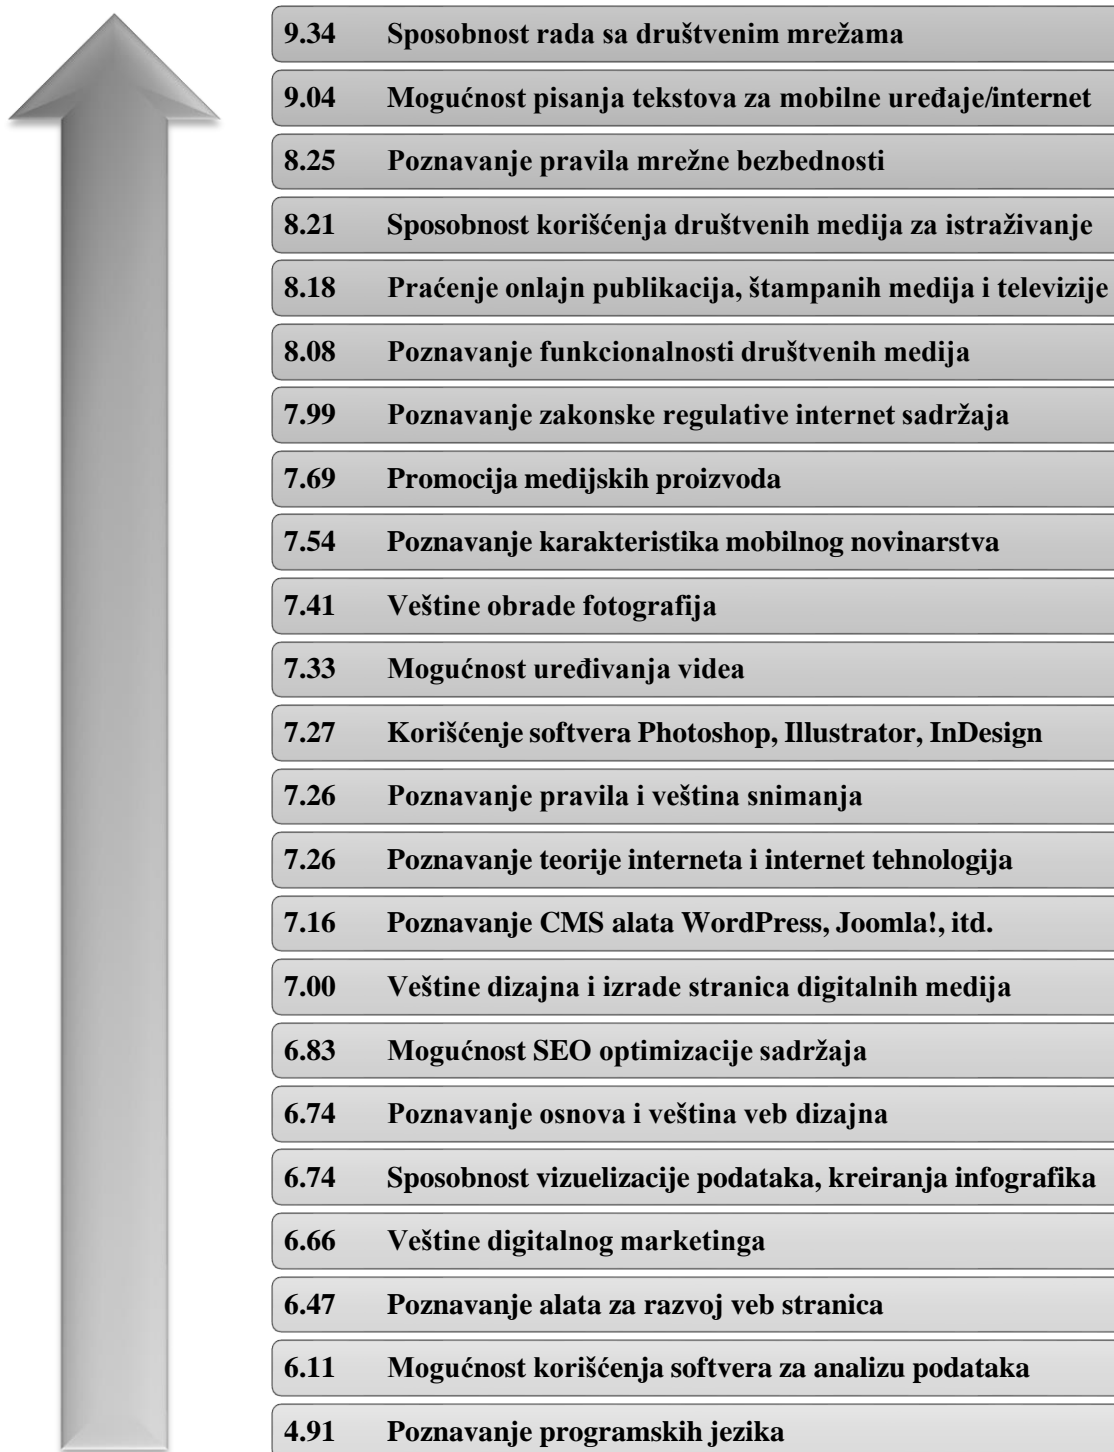 9.34 Sposobnost rada sa društvenim mrežama
9.04 Mogućnost pisanja tekstova za mobilne uređaje/internet
8.25 Poznavanje pravila mrežne bezbednosti
8.21 Sposobnost korišćenja društvenih medija za istraživanje
8.18 Praćenje onlajn publikacija, štampanih medija i televizije
8.08 Poznavanje funkcionalnosti društvenih medija
7.99 Poznavanje zakonske regulative internet sadržaja
7.69 Promocija medijskih proizvoda
7.54 Poznavanje karakteristika mobilnog novinarstva
7.41 Veštine obrade fotografija
7.33 Mogućnost uređivanja videa
7.27 Korišćenje softvera Photoshop, Illustrator, InDesign
7.26 Poznavanje pravila i veština snimanja
7.26 Poznavanje teorije interneta i internet tehnologija
7.16 Poznavanje CMS alata WordPress, Joomla!, itd.
7.00 Veštine dizajna i izrade stranica digitalnih medija
6.83 Mogućnost SEO optimizacije sadržaja
6.74 Poznavanje osnova i veština veb dizajna
6.74 Sposobnost vizuelizacije podataka, kreiranja infografika
6.66 Veštine digitalnog marketinga
6.47 Poznavanje alata za razvoj veb stranica
6.11 Mogućnost korišćenja softvera za analizu podataka
4.91 Poznavanje programskih jezika